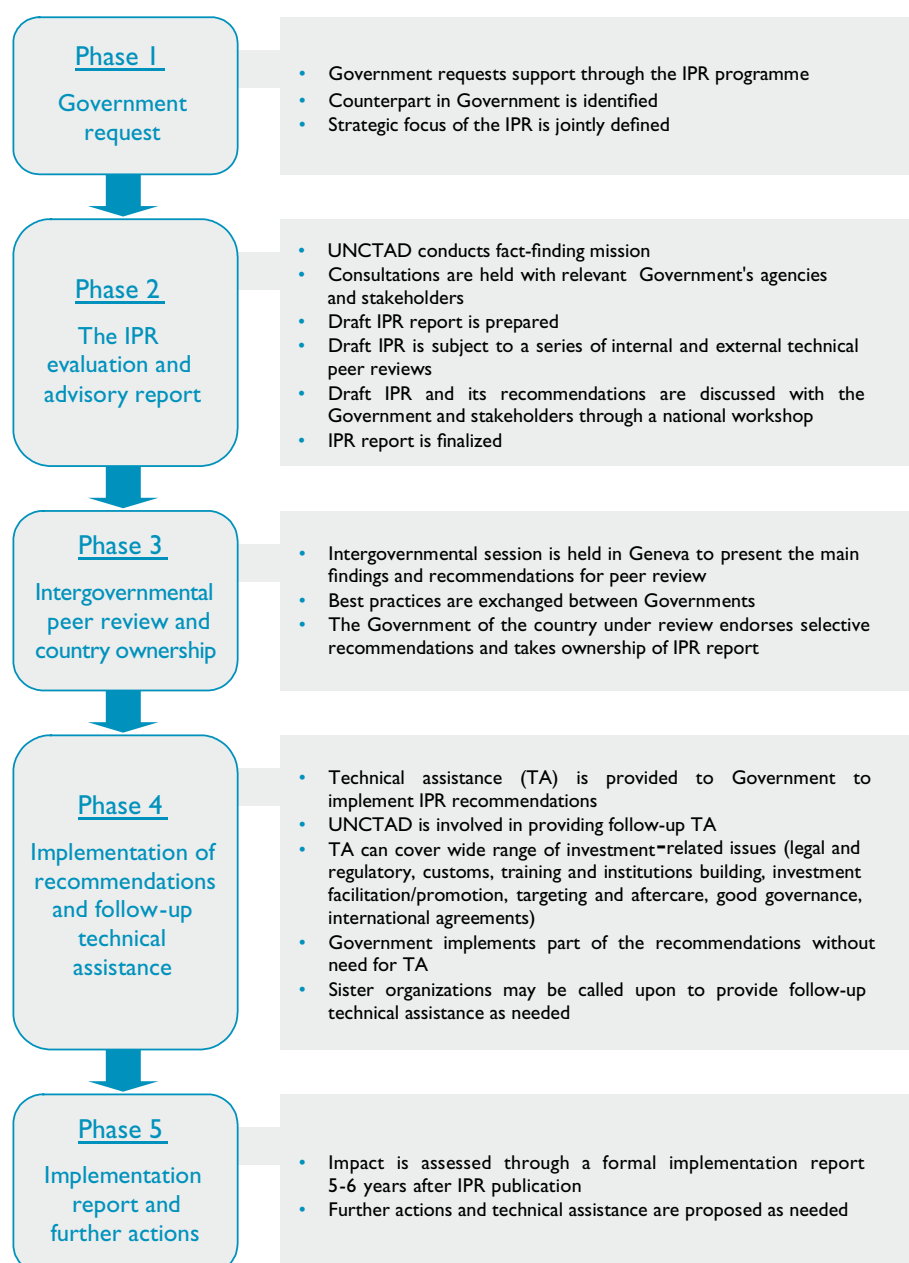 Phase 1
Government
request
• Government requests support through the IPR programme
• Counterpart in Government is identified
• Strategic focus of the IPR is jointly defined
Phase 2
The IPR
evaluation and
advisory report
• UNCTAD conducts fact-finding mission
• Consultations are held with relevant Government's agencies
and stakeholders
• Draft IPR report is prepared
• Draft IPR is subject to a series of internal and external technical
peer reviews
• Draft IPR and its recommendations are discussed with the
Government and stakeholders through a national workshop
• IPR report is finalized
Phase 3
Intergovernmental
peer review and
country ownership
• Intergovernmental session is held in Geneva to present the main
findings and recommendations for peer review
• Best practices are exchanged between Governments
• The Government of the country under review endorses selective
recommendations and takes ownership of IPR report
Phase 4
Implementation of
recommendations
and follow-up
technical
assistance
• Technical assistance (TA) is provided to Government to
implement IPR recommendations
• UNCTAD is involved in providing follow-up TA
• TA can cover wide range of investment-related issues (legal and
regulatory, customs, training and institutions building, investment
facilitation/promotion, targeting and aftercare, good governance,
international agreements)
• Government implements part of the recommendations without
need for TA
• Sister organizations may be called upon to provide follow-up
technical assistance as needed
Phase 5
Implementation
report and
further actions
• Impact is assessed through a formal implementation report
5-6 years after IPR publication
• Further actions and technical assistance are proposed as needed